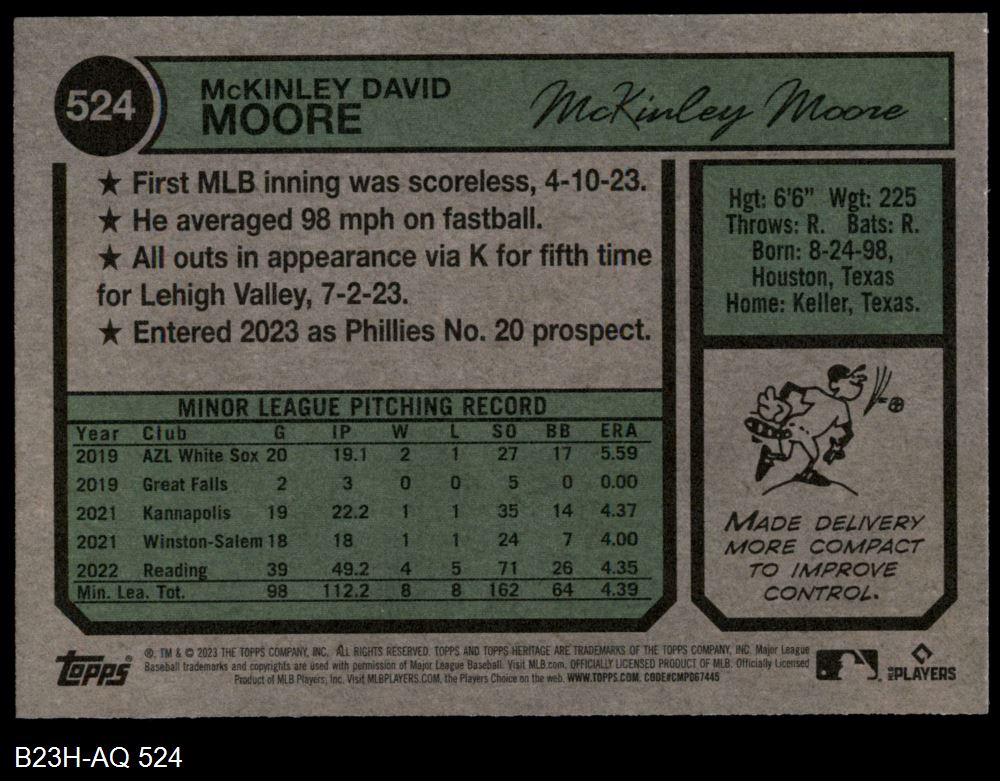 524
McKINLEY DAVID
MOORE
McKinley Moore
★ First MLB inning was scoreless, 4-10-23.
★ He averaged 98 mph on fastball.
★ All outs in appearance via K for fifth time
for Lehigh Valley, 7-2-23.
★ Entered 2023 as Phillies No. 20 prospect.
Hgt: 6'6" Wgt: 225
Throws: R. Bats: R.
Born: 8-24-98,
Houston, Texas
Home: Keller, Texas.
MINOR LEAGUE PITCHING RECORD
Year Club G IP W L SO BB ERA
2019 AZL White Sox 20 19.1 2 1 27 17 5.59
2019 Great Falls 2 3 0 0 5 0 0.00
2021 Kannapolis 19 22.2 1 1 35 14 4.37
2021 Winston-Salem 18 18 1 1 24 7 4.00
2022 Reading 39 49.2 4 5 71 26 4.35
Min. Lea. Tot. 98 112.2 8 8 162 64 4.39
MADE DELIVERY
MORE COMPACT
TO IMPROVE
CONTROL.
Topps®
®, TM & © 2023 THE TOPPS COMPANY, INC. ALL RIGHTS RESERVED. TOPPS AND TOPPS HERITAGE ARE TRADEMARKS OF THE TOPPS COMPANY, INC. Major League
Baseball trademarks and copyrights are used with permission of Major League Baseball. Visit MLB.com. OFFICIALLY LICENSED PRODUCT OF MLB. Officially Licensed
Product of MLB Players, Inc. Visit MLBPLAYERS.COM, the Players Choice on the web. WWW.TOPPS.COM. CODE#CMP067445
MLB PLAYERS
B23H-AQ 524